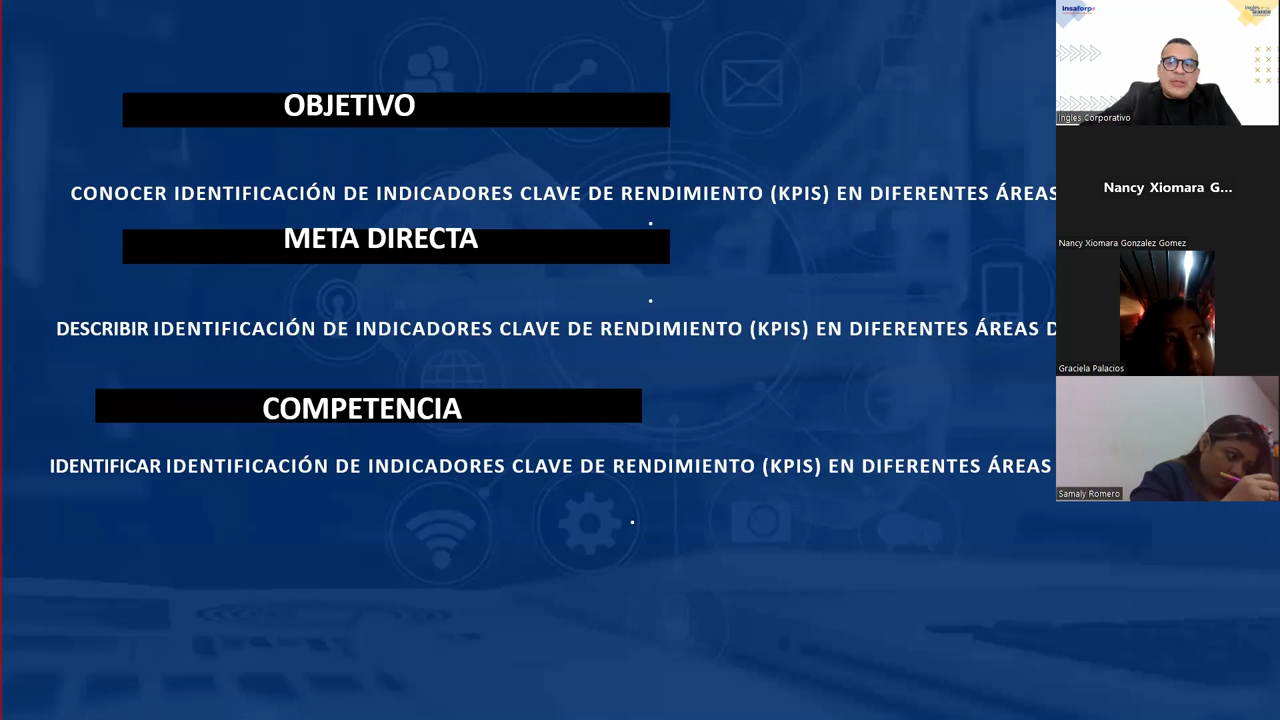 OBJETIVO
CONOCER IDENTIFICACIÓN DE INDICADORES CLAVE DE RENDIMIENTO (KPIS) EN DIFERENTES ÁREAS
.
META DIRECTA
.
DESCRIBIR IDENTIFICACIÓN DE INDICADORES CLAVE DE RENDIMIENTO (KPIS) EN DIFERENTES ÁREAS D
COMPETENCIA
IDENTIFICAR IDENTIFICACIÓN DE INDICADORES CLAVE DE RENDIMIENTO (KPIS) EN DIFERENTES ÁREAS
.
Insaforp
Ingles Corporativo
Nancy Xiomara G...
Nancy Xiomara Gonzalez Gomez
Graciela Palacios
Samaly Romero